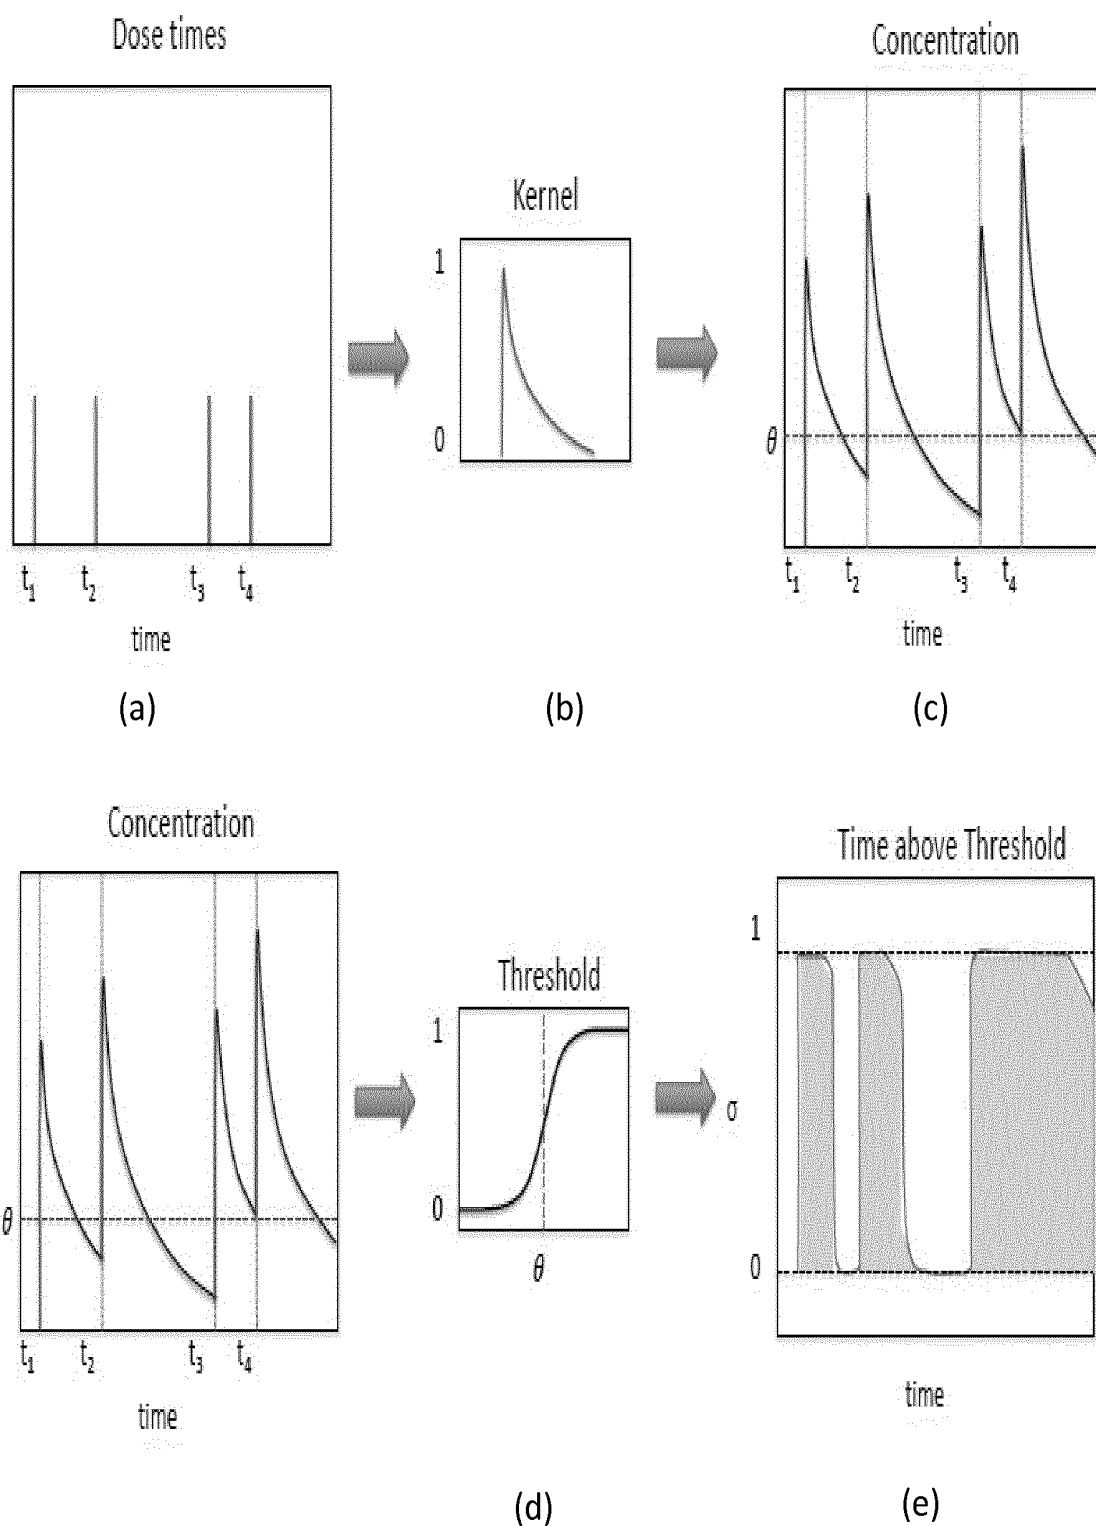 Dose times
t1 t2 t3 t4
time
(a)
Kernel
1
0
(b)
Concentration
θ
t1 t2 t3 t4
time
(c)
Concentration
θ
t1 t2 t3 t4
time
Threshold
1
0
θ
(d)
Time above Threshold
1
σ
0
time
(e)